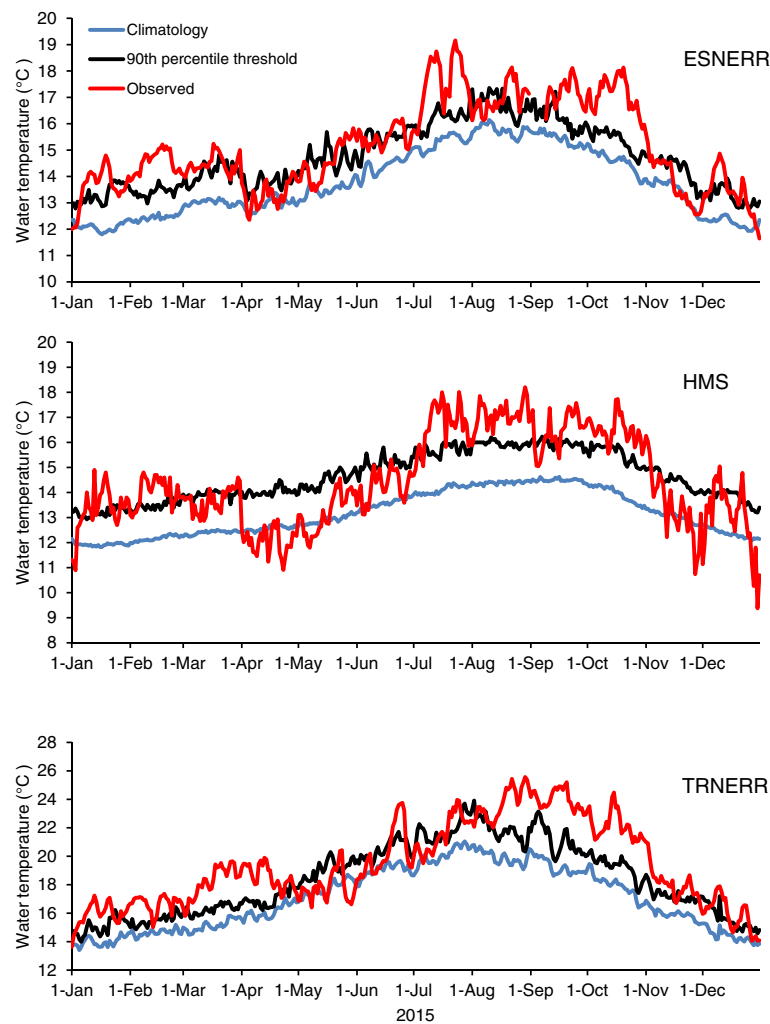 20
19
18
17
16
15
14
13
12
11
10
Water temperature (°C)
Climatology
90th percentile threshold
Observed
ESNERR
1-Jan 1-Feb 1-Mar 1-Apr 1-May 1-Jun 1-Jul 1-Aug 1-Sep 1-Oct 1-Nov 1-Dec
20
19
18
17
16
15
14
13
12
11
10
9
8
Water temperature (°C)
HMS
1-Jan 1-Feb 1-Mar 1-Apr 1-May 1-Jun 1-Jul 1-Aug 1-Sep 1-Oct 1-Nov 1-Dec
28
26
24
22
20
18
16
14
12
Water temperature (°C)
TRNERR
1-Jan 1-Feb 1-Mar 1-Apr 1-May 1-Jun 1-Jul 1-Aug 1-Sep 1-Oct 1-Nov 1-Dec
2015